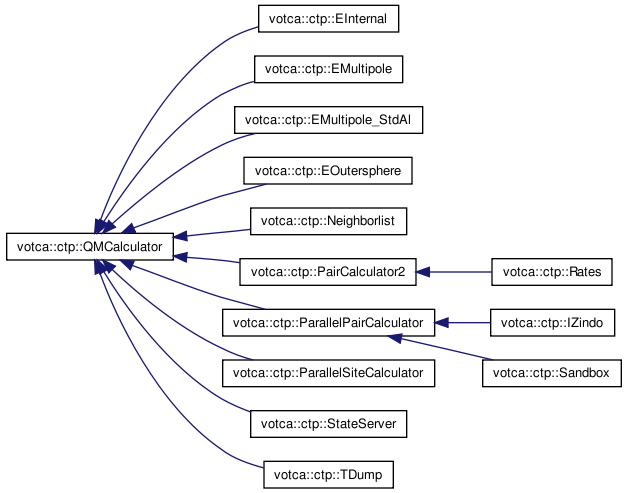 votca::ctp::EInternal
votca::ctp::EMultipole
votca::ctp::EMultipole_StdAl
votca::ctp::EOutersphere
votca::ctp::Neighborlist
votca::ctp::QMCalculator
votca::ctp::PairCalculator2
votca::ctp::Rates
votca::ctp::ParallelPairCalculator
votca::ctp::IZindo
votca::ctp::ParallelSiteCalculator
votca::ctp::Sandbox
votca::ctp::StateServer
votca::ctp::TDump